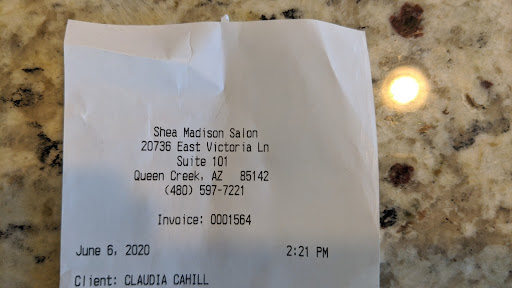 Shea Madison Salon
20736 East Victoria Ln
Suite 101
Queen Creek, AZ 85142
(480) 597-7221
Invoice: 0001564
June 6, 2020 2:21 PM
Client: CLAUDIA CAHILL